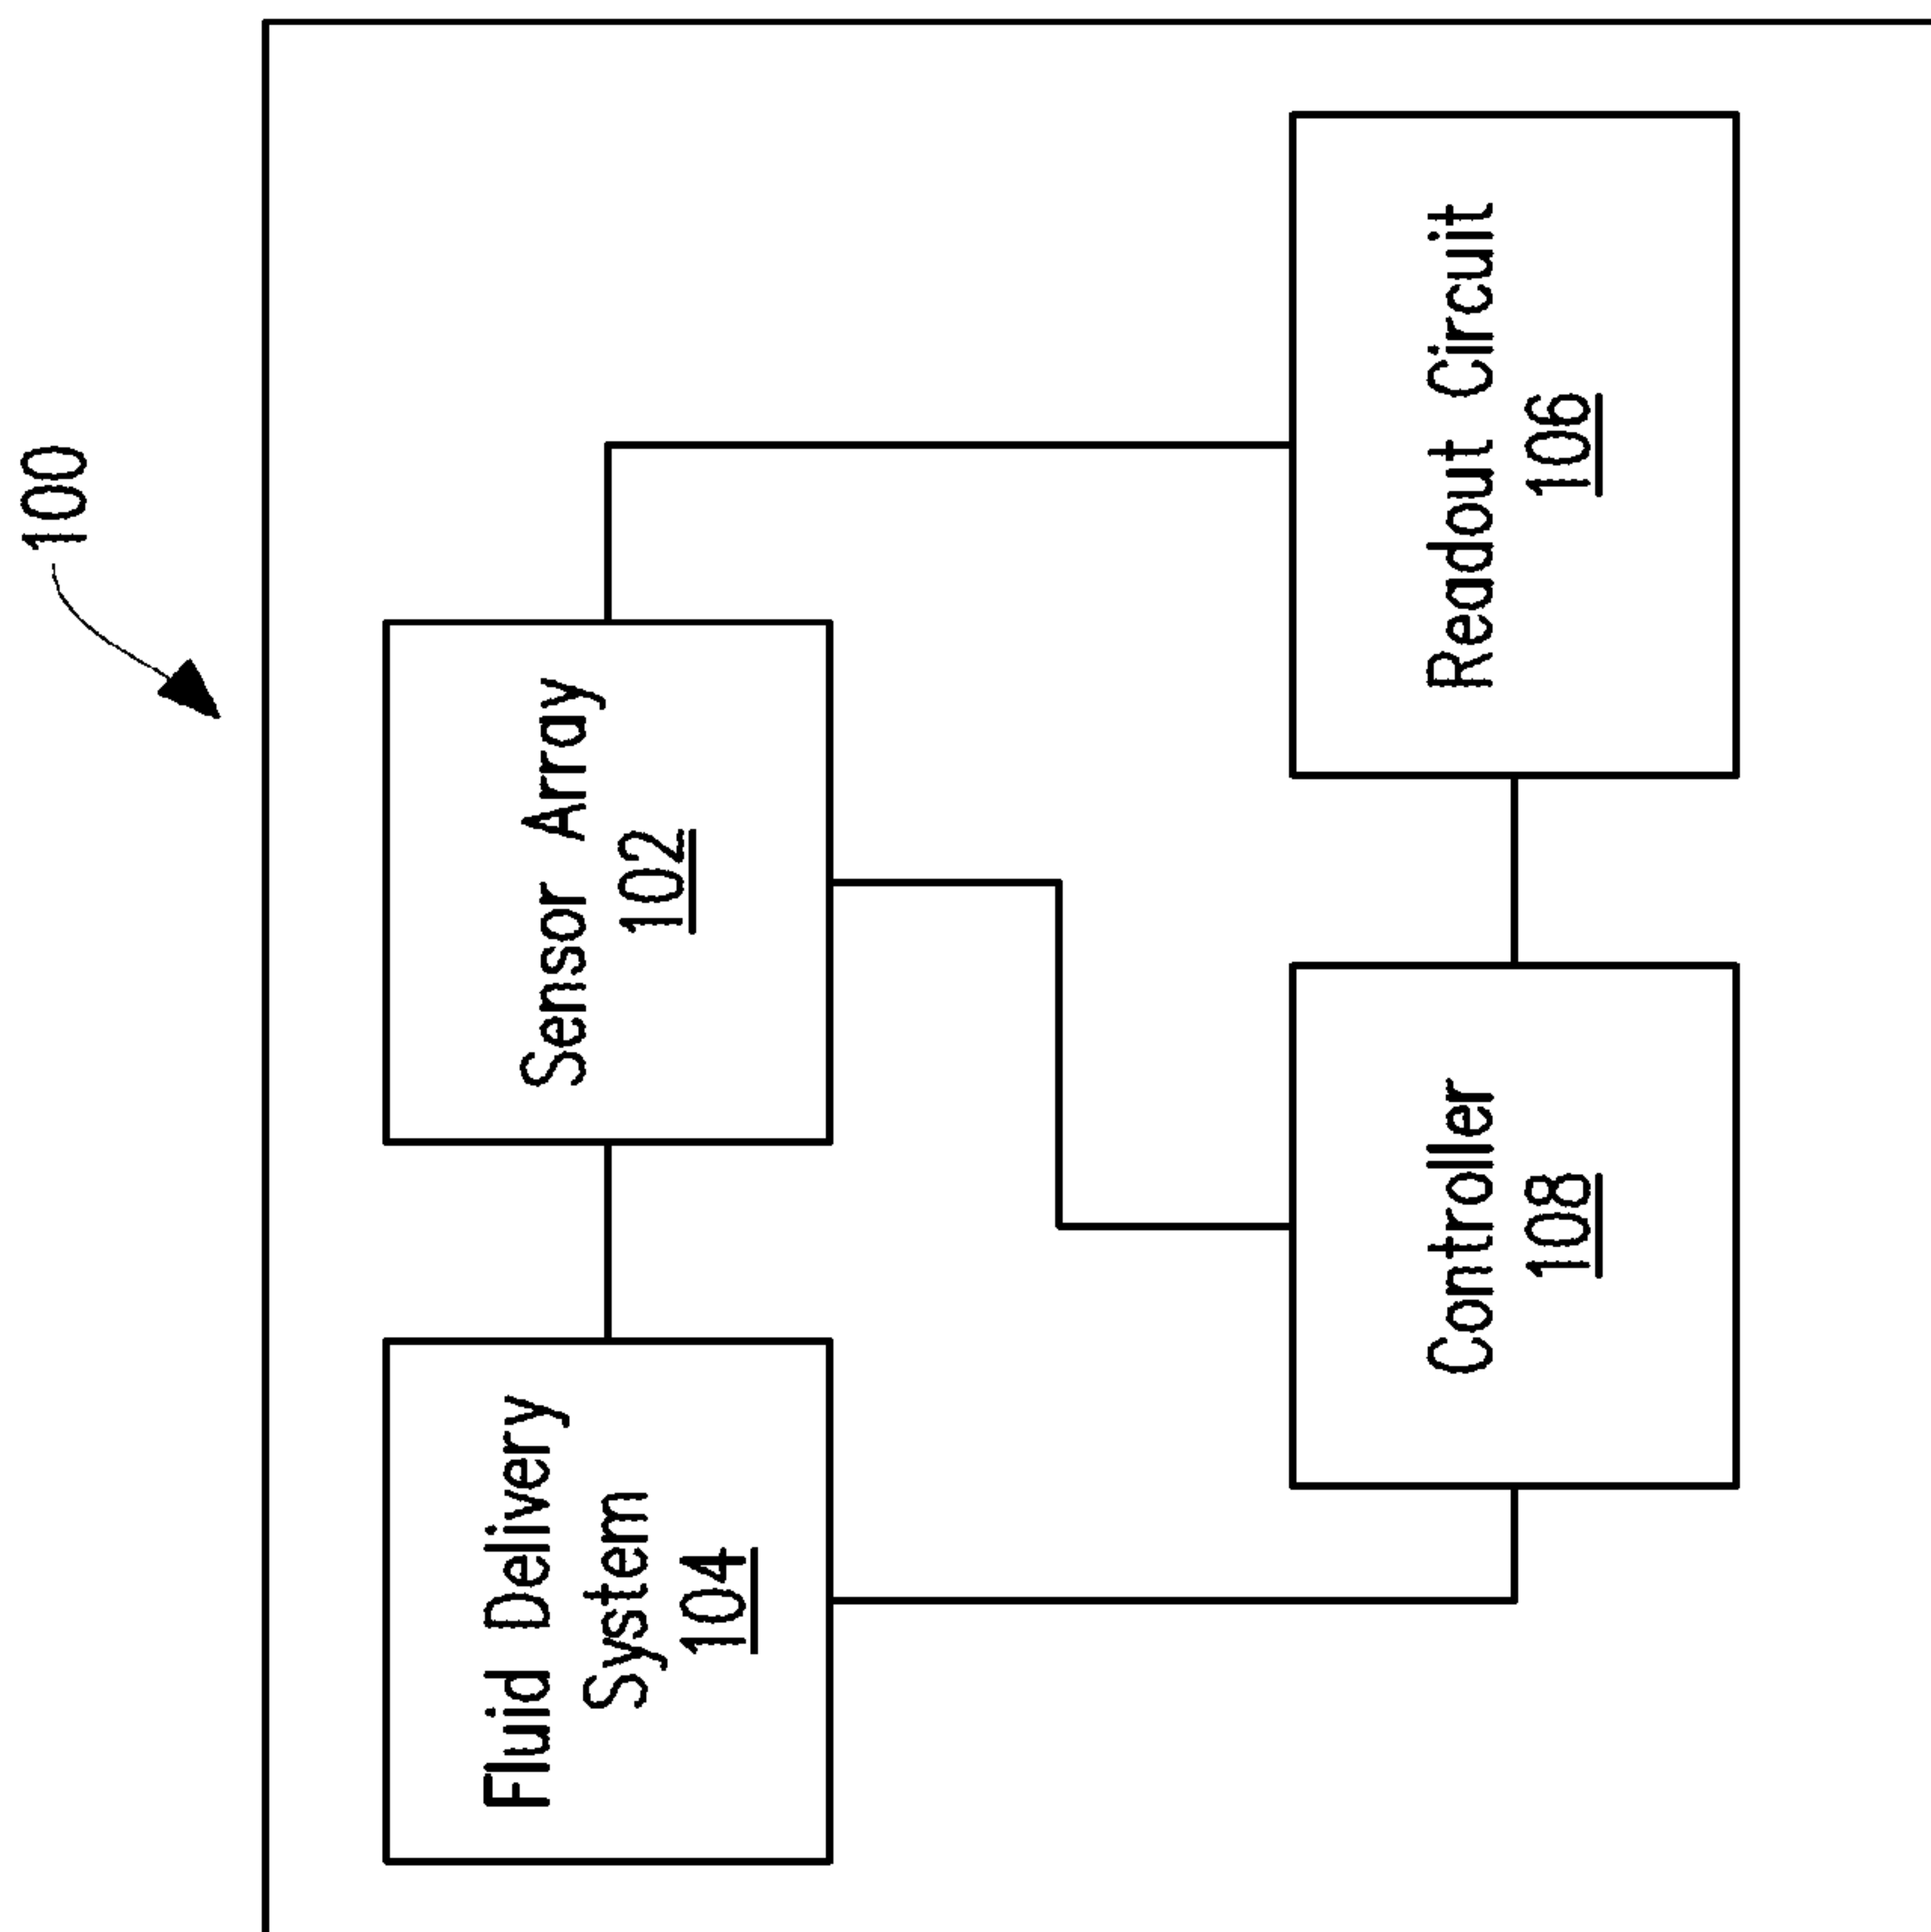 100
Fluid Delivery
System
104
Sensor Array
102
Controller
108
Readout Circuit
106